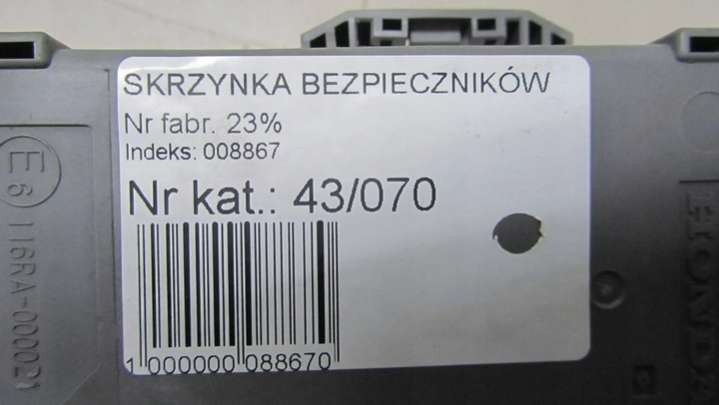 SKRZYNKA BEZPIECZNIKÓW
Nr fabr. 23%
Indeks: 008867
Nr kat.: 43/070
1 000000 088670
E6
116RA-000021
HONDA